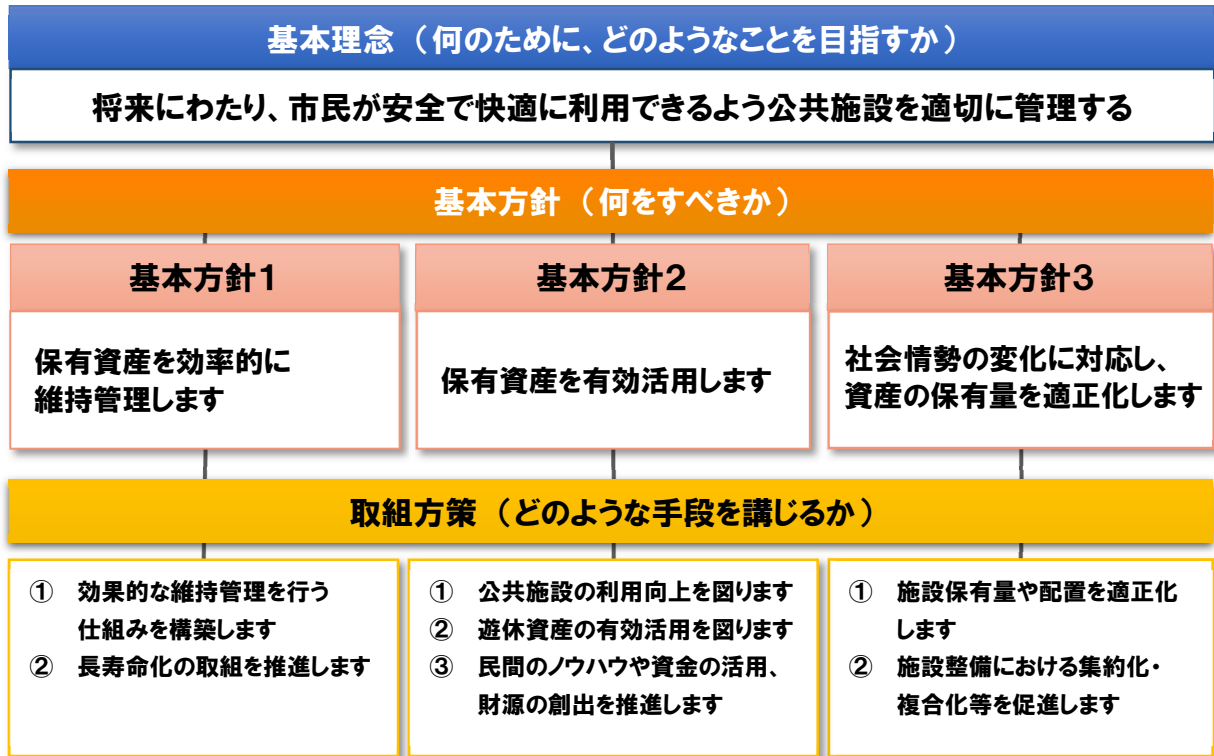 基本理念（何のために、どのようなことを目指すか）
将来にわたり、市民が安全で快適に利用できるよう公共施設を適切に管理する
基本方針（何をすべきか）
基本方針１
保有資産を効率的に
維持管理します
基本方針２
保有資産を有効活用します
基本方針３
社会情勢の変化に対応し、
資産の保有量を適正化します
取組方策（どのような手段を講じるか）
① 効果的な維持管理を行う
仕組みを構築します
② 長寿命化の取組を推進します
① 公共施設の利用向上を図ります
② 遊休資産の有効活用を図ります
③ 民間のノウハウや資金の活用、
財源の創出を推進します
① 施設保有量や配置を適正化
します
② 施設整備における集約化・
複合化等を促進します